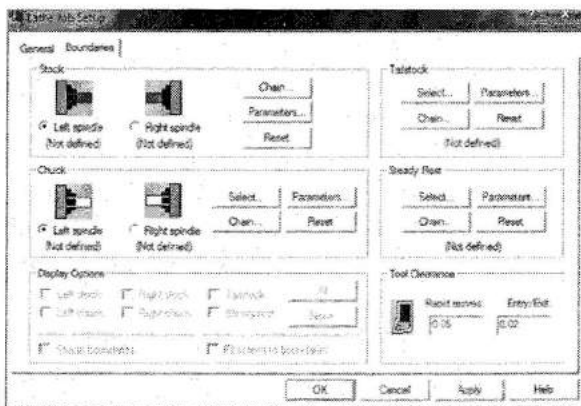 Lathe Job Setup
General Boundaries
Stock
Chain...
Parameters...
Reset
Left spindle Right spindle
(Not defined) (Not defined)
Tailstock
Select... Parameters...
Chain... Reset
(Not defined)
Chuck
Select... Parameters...
Chain... Reset
Left spindle Right spindle
(Not defined) (Not defined)
Steady Rest
Select... Parameters...
Chain... Reset
(Not defined)
Display Options
Left stock Right stock Tailstock All
Left chuck Right chuck Reset
Shade boundaries Fit screen to boundaries
Tool Clearance
Rapid moves: Entry/Exit
0.05 0.02
OK Cancel Apply Help